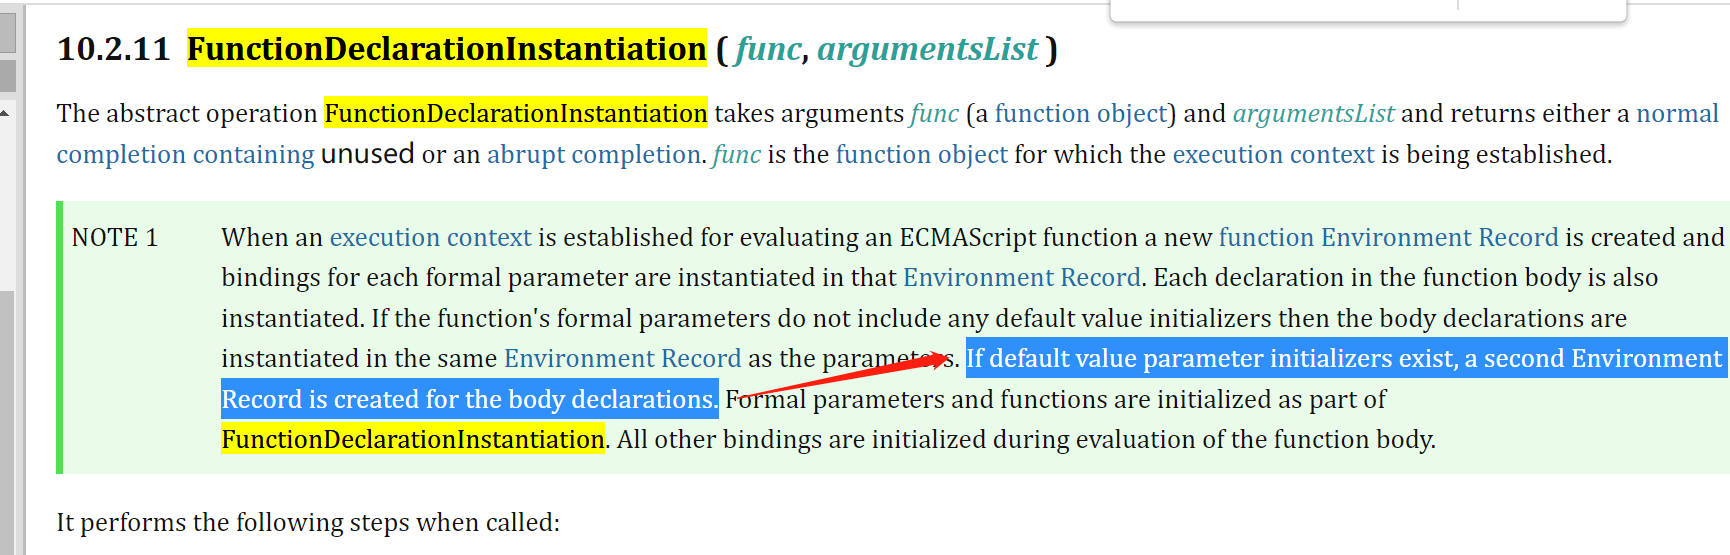 10.2.11 FunctionDeclarationInstantiation ( func, argumentsList )
The abstract operation FunctionDeclarationInstantiation takes arguments func (a function object) and argumentsList and returns either a normal
completion containing unused or an abrupt completion. func is the function object for which the execution context is being established.
NOTE 1 When an execution context is established for evaluating an ECMAScript function a new function Environment Record is created and
bindings for each formal parameter are instantiated in that Environment Record. Each declaration in the function body is also
instantiated. If the function's formal parameters do not include any default value initializers then the body declarations are
instantiated in the same Environment Record as the parameters. If default value parameter initializers exist, a second Environment
Record is created for the body declarations. Formal parameters and functions are initialized as part of
FunctionDeclarationInstantiation. All other bindings are initialized during evaluation of the function body.
It performs the following steps when called: